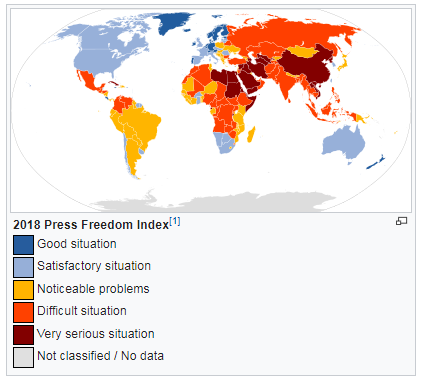 2018 Press Freedom Index[1]
Good situation
Satisfactory situation
Noticeable problems
Difficult situation
Very serious situation
Not classified / No data